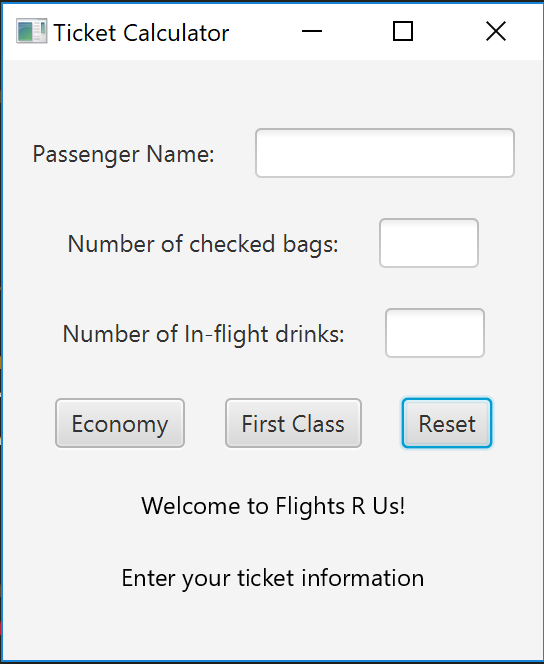 Ticket Calculator
Passenger Name:
Number of checked bags:
Number of In-flight drinks:
Economy First Class Reset
Welcome to Flights R Us!
Enter your ticket information